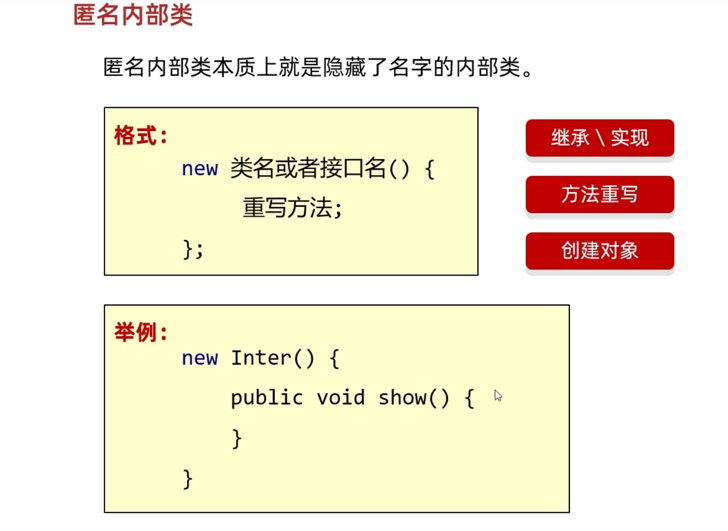 匿名内部类
匿名内部类本质上就是隐藏了名字的内部类。
格式:
new 类名或者接口名() {
重写方法;
};
继承 \ 实现
方法重写
创建对象
举例:
new Inter() {
public void show() {
}
}